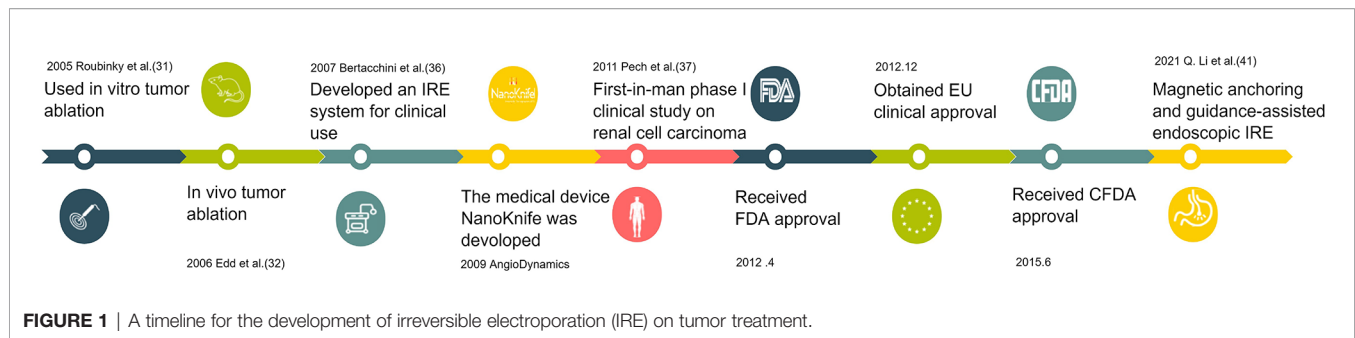 2005 Roubinky et al.(31)
Used in vitro tumor
ablation
In vivo tumor
ablation
2006 Edd et al.(32)
2007 Bertacchini et al.(36)
Developed an IRE
system for clinical
use
NanoKnife
The medical device
NanoKnife was
devoloped
2009 AngioDynamics
2011 Pech et al.(37)
First-in-man phase I
clinical study on
renal cell carcinoma
FDA
Received
FDA approval
2012 .4
2012.12
Obtained EU
clinical approval
CFDA
Received CFDA
approval
2015.6
2021 Q. Li et al.(41)
Magnetic anchoring
and guidance-assisted
endoscopic IRE
FIGURE 1 | A timeline for the development of irreversible electroporation (IRE) on tumor treatment.